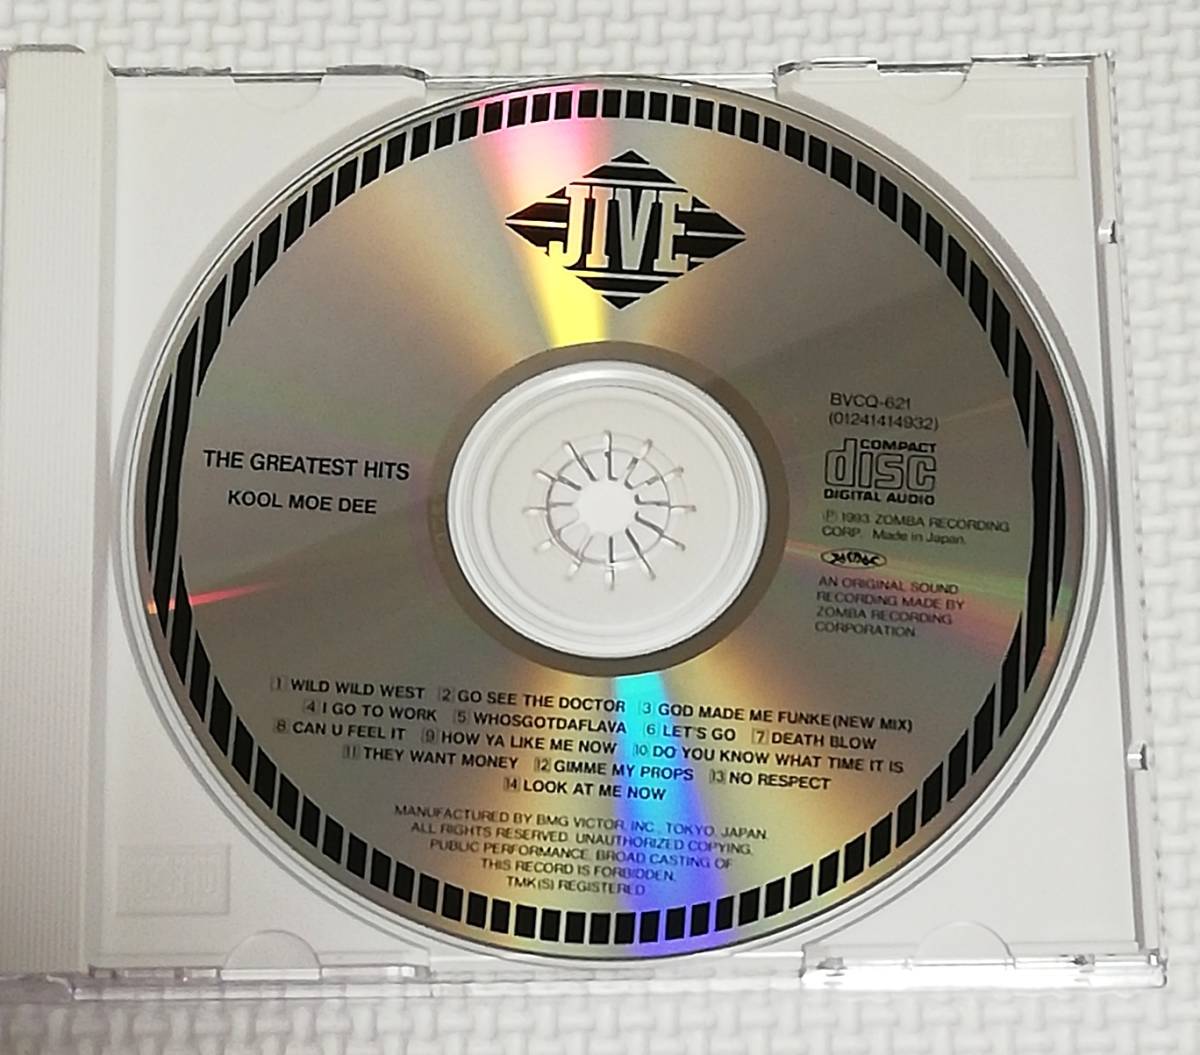 JIVE
THE GREATEST HITS
KOOL MOE DEE
BVCQ-621
(01241414932)
COMPACT
disc
DIGITAL AUDIO
Ⓟ 1993 ZOMBA RECORDING
CORP. Made in Japan.
AN ORIGINAL SOUND
RECORDING MADE BY
ZOMBA RECORDING
CORPORATION
1 WILD WILD WEST 2 GO SEE THE DOCTOR 3 GOD MADE ME FUNKE (NEW MIX)
4 I GO TO WORK 5 WHOSGOTDAFLAVA 6 LET'S GO 7 DEATH BLOW
8 CAN U FEEL IT 9 HOW YA LIKE ME NOW 10 DO YOU KNOW WHAT TIME IT IS
11 THEY WANT MONEY 12 GIMME MY PROPS 13 NO RESPECT
14 LOOK AT ME NOW
MANUFACTURED BY BMG VICTOR, INC., TOKYO, JAPAN.
ALL RIGHTS RESERVED. UNAUTHORIZED COPYING,
PUBLIC PERFORMANCE, BROAD CASTING OF
THIS RECORD IS FORBIDDEN.
TMK(S) REGISTERED